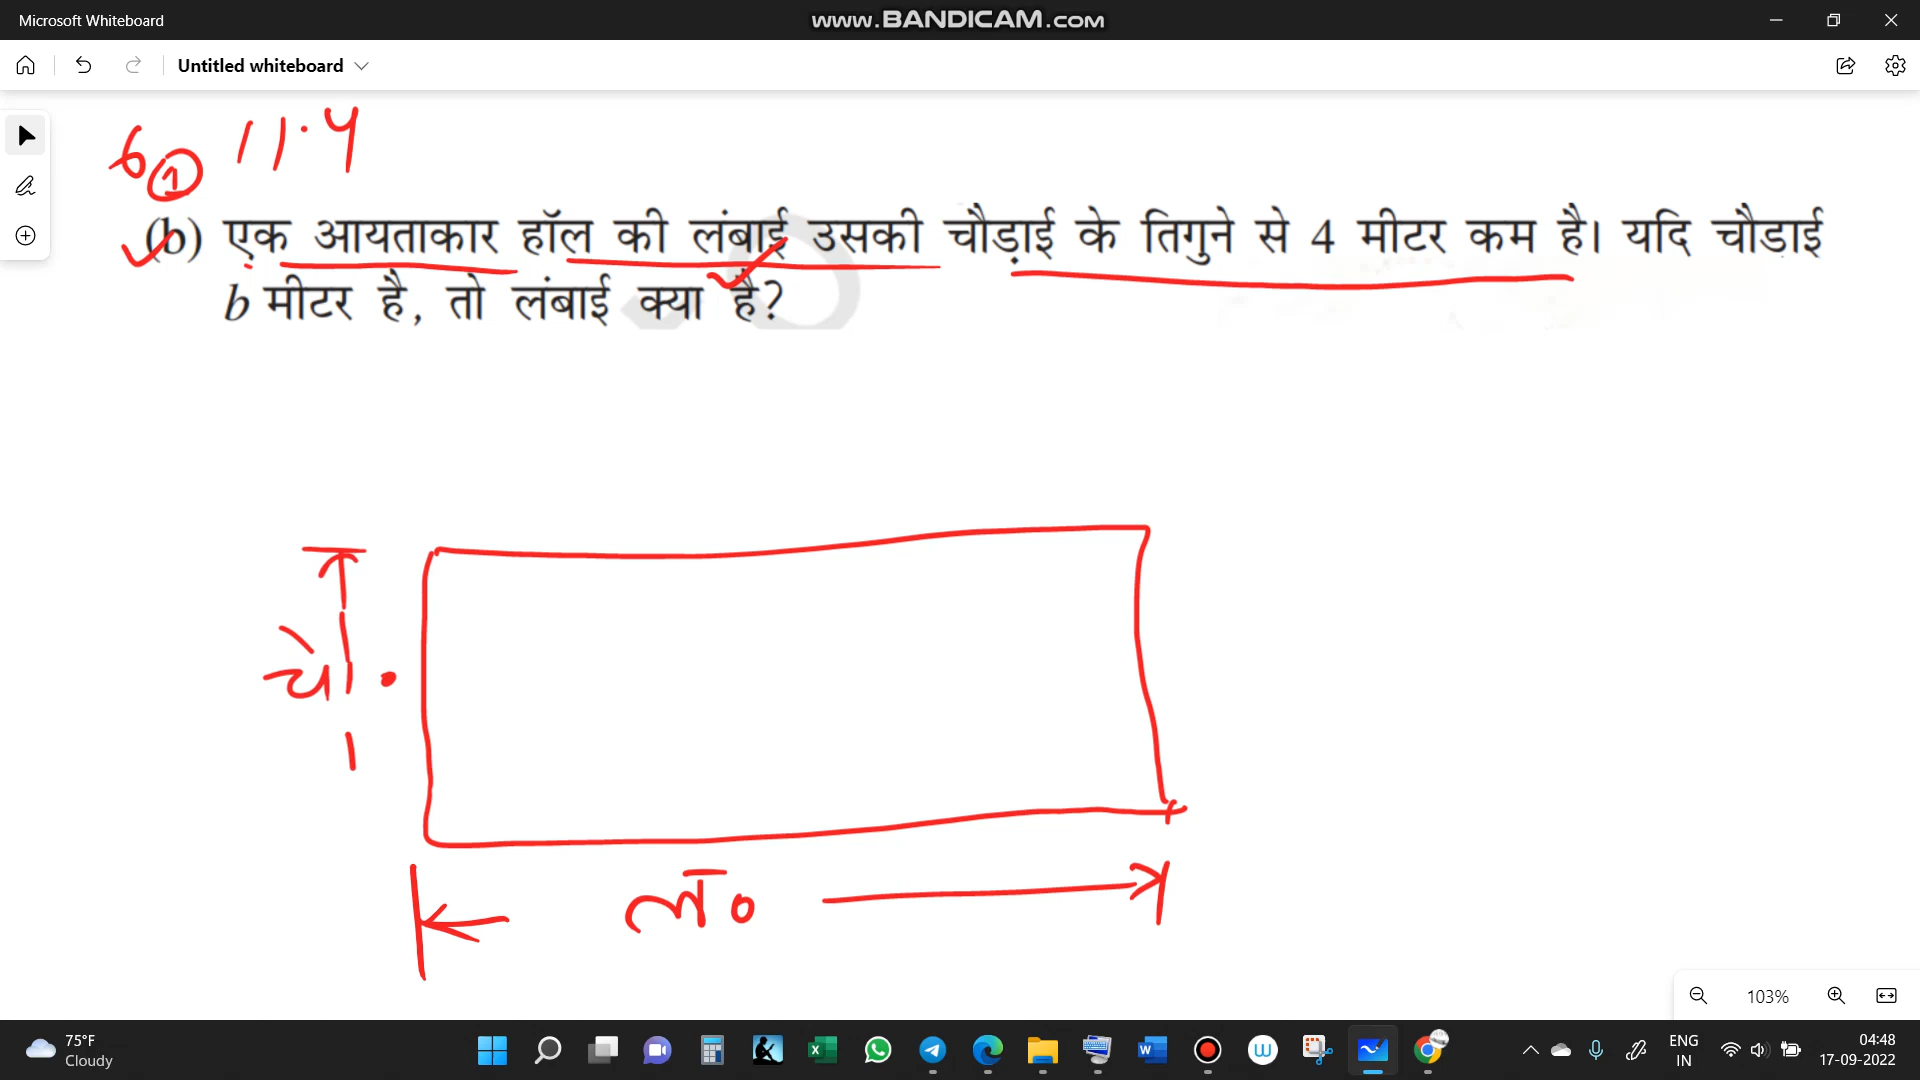 Microsoft Whiteboard
www.BANDICAM.com
Untitled whiteboard
6 ① 11.4
(b) एक आयताकार हॉल की लंबाई उसकी चौड़ाई के तिगुने से 4 मीटर कम है। यदि चौडाई
b मीटर है, तो लंबाई क्या है?
चौ.
लं०
103%
75°F
Cloudy
ENG
IN
04:48
17-09-2022